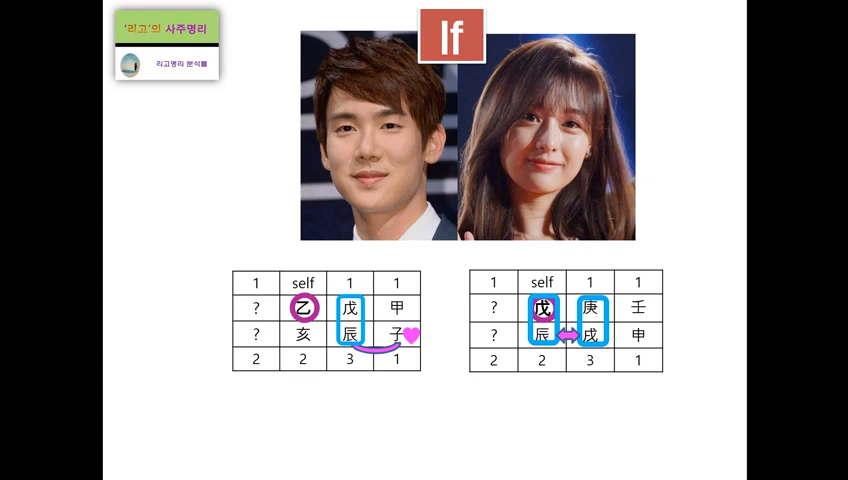 '리고'의 사주명리
리고명리 분석툴
If
1 self 1 1
? 乙 戊 甲
? 亥 辰 子
2 2 3 1
1 self 1 1
? 戊 庚 壬
? 辰 戌 申
2 2 3 1